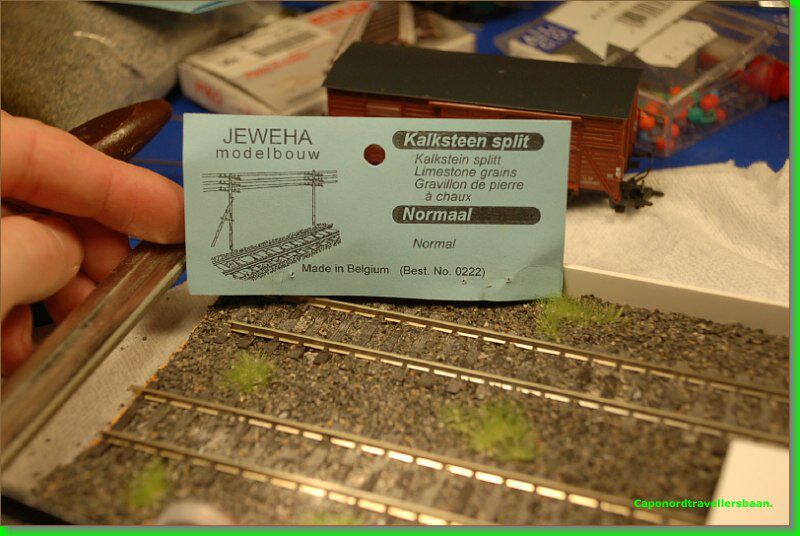 JEWEHA
modelbouw
Kalksteen split
Kalkstein splitt
Limestone grains
Gravillon de pierre
à chaux
Normaal
Normal
Made in Belgium (Best. No. 0222)
Caponordtravellersbaan.